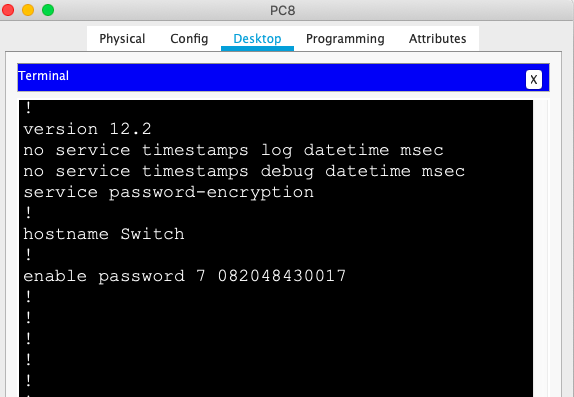 PC8
Physical Config Desktop Programming Attributes
Terminal X
!
version 12.2
no service timestamps log datetime msec
no service timestamps debug datetime msec
service password-encryption
!
hostname Switch
!
enable password 7 082048430017
!
!
!
!
!